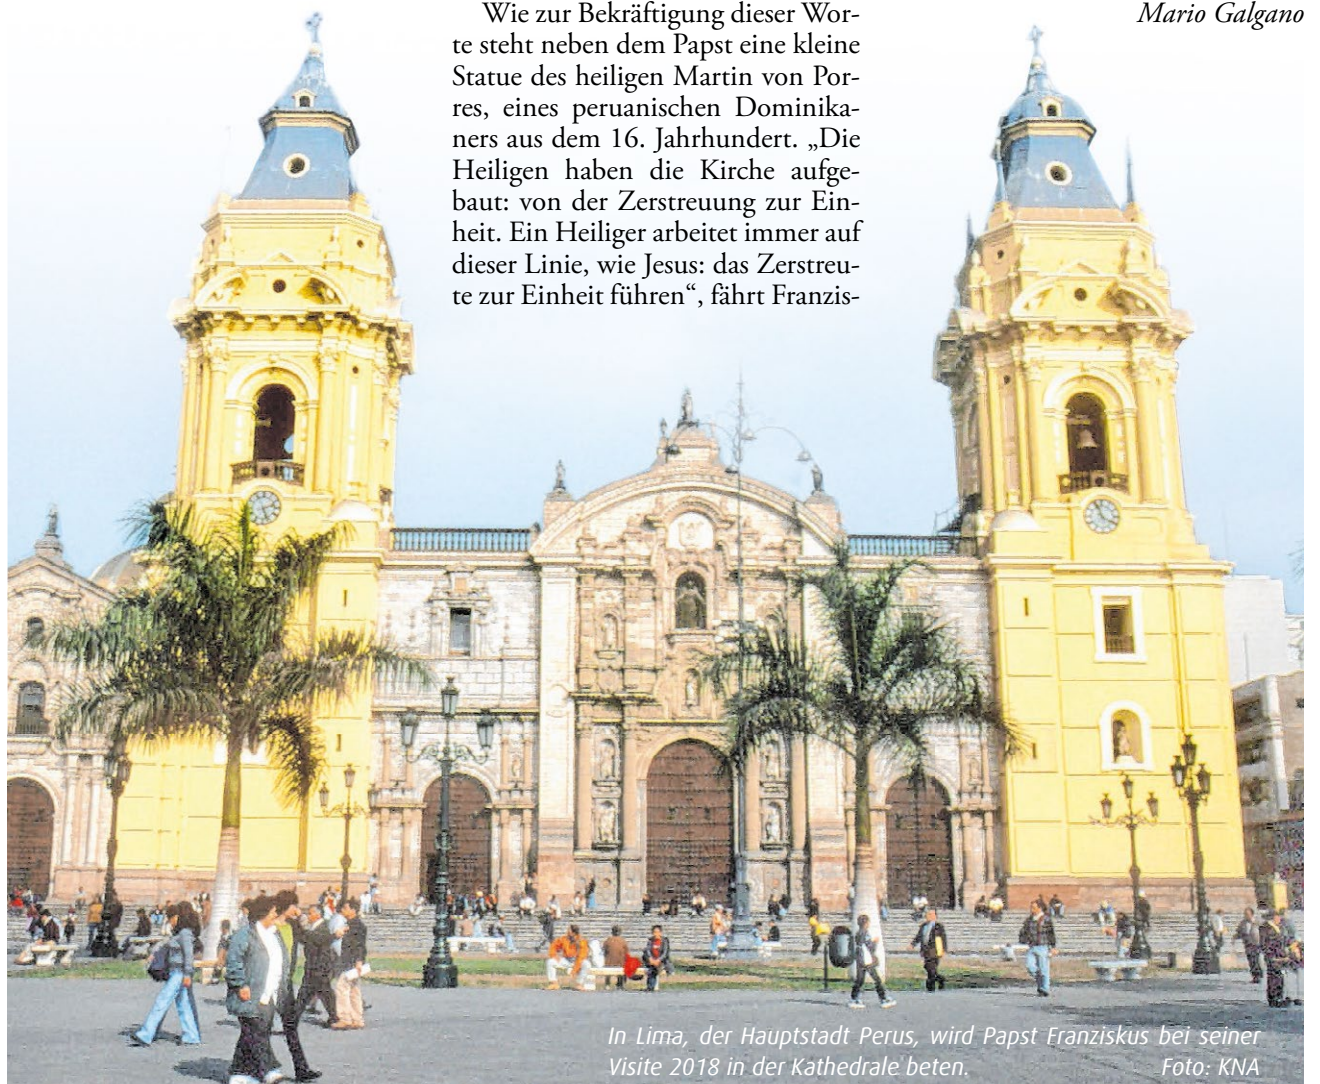 Wie zur Bekräftigung dieser Wor-
te steht neben dem Papst eine kleine
Statue des heiligen Martin von Por-
res, eines peruanischen Dominika-
ners aus dem 16. Jahrhundert. „Die
Heiligen haben die Kirche aufge-
baut: von der Zerstreuung zur Ein-
heit. Ein Heiliger arbeitet immer auf
dieser Linie, wie Jesus: das Zerstreu-
te zur Einheit führen“, fährt Franzis-
Mario Galgano
In Lima, der Hauptstadt Perus, wird Papst Franziskus bei seiner
Visite 2018 in der Kathedrale beten. Foto: KNA